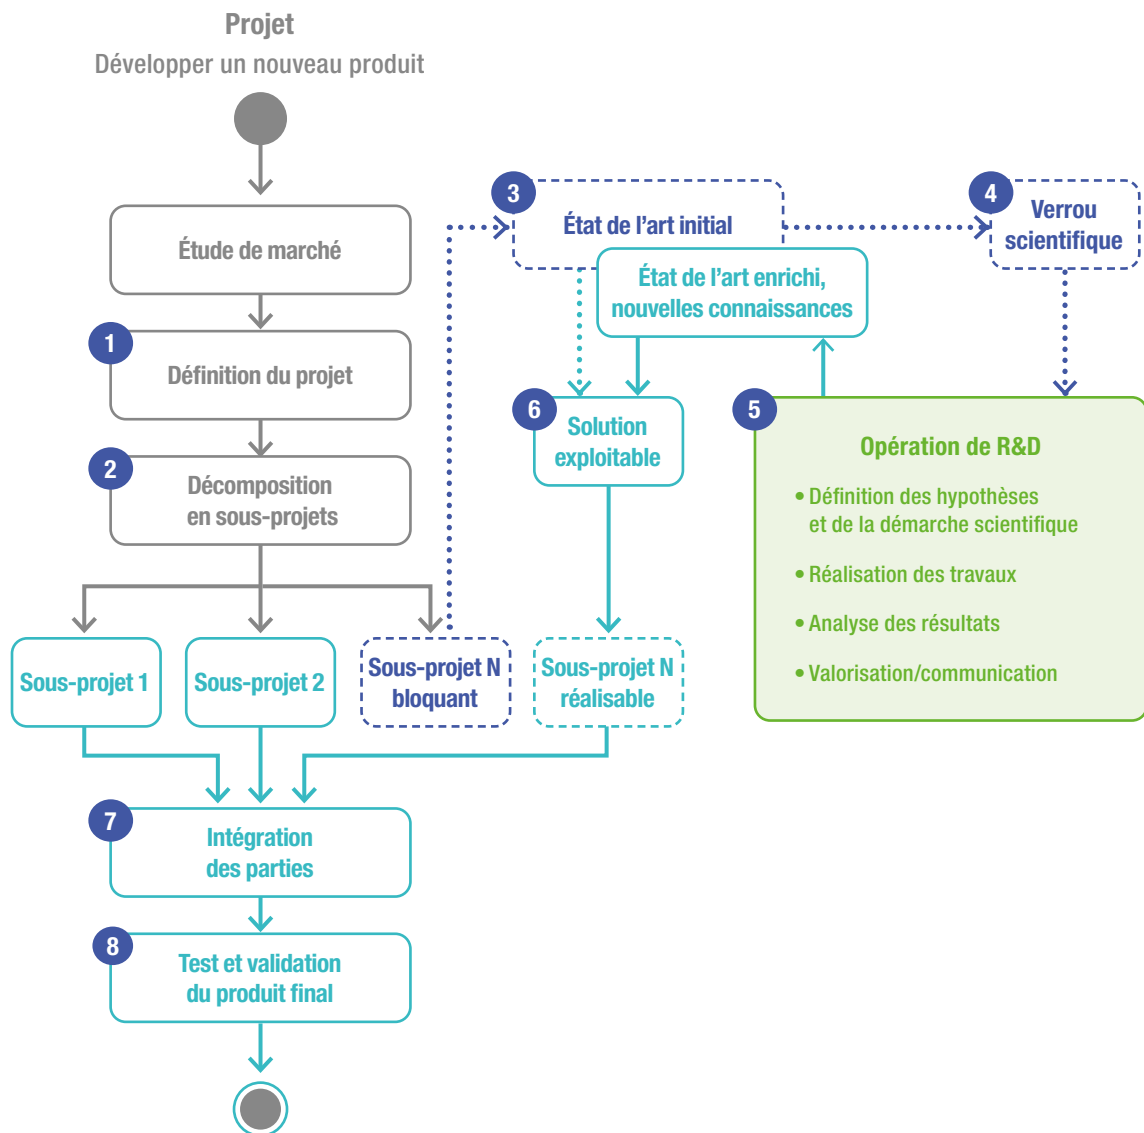 Projet
Développer un nouveau produit
Étude de marché
1
Définition du projet
2
Décomposition
en sous-projets
Sous-projet 1
Sous-projet 2
Sous-projet N
bloquant
3
État de l’art initial
4
Verrou
scientifique
État de l’art enrichi,
nouvelles connaissances
5
Opération de R&D
• Définition des hypothèses
et de la démarche scientifique
• Réalisation des travaux
• Analyse des résultats
• Valorisation/communication
6
Solution
exploitable
Sous-projet N
réalisable
7
Intégration
des parties
8
Test et validation
du produit final